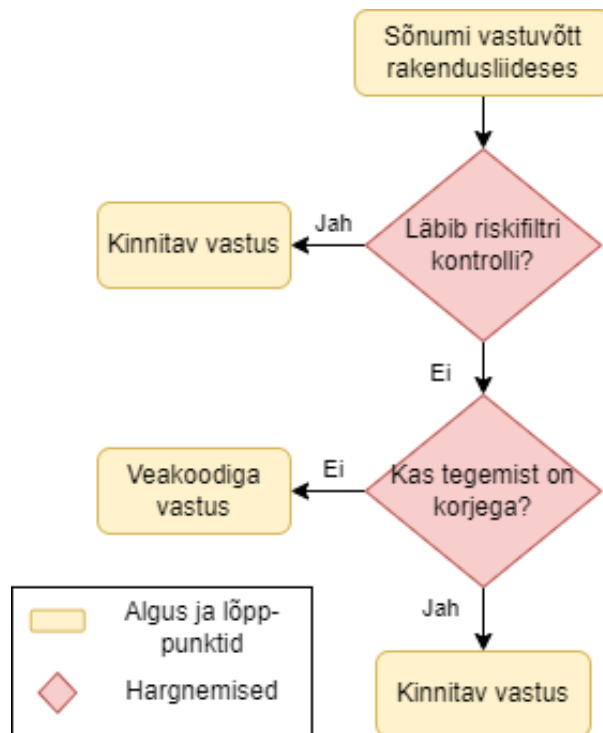 Sõnumi vastuvõtt
rakendusliideses
Jah
Läbib riskifiltri
kontrolli?
Kinnitav vastus
Ei
Veakoodiga
vastus
Ei
Kas tegemist on
korjega?
Jah
Kinnitav vastus
Algus ja lõpp-
punktid
Hargnemised